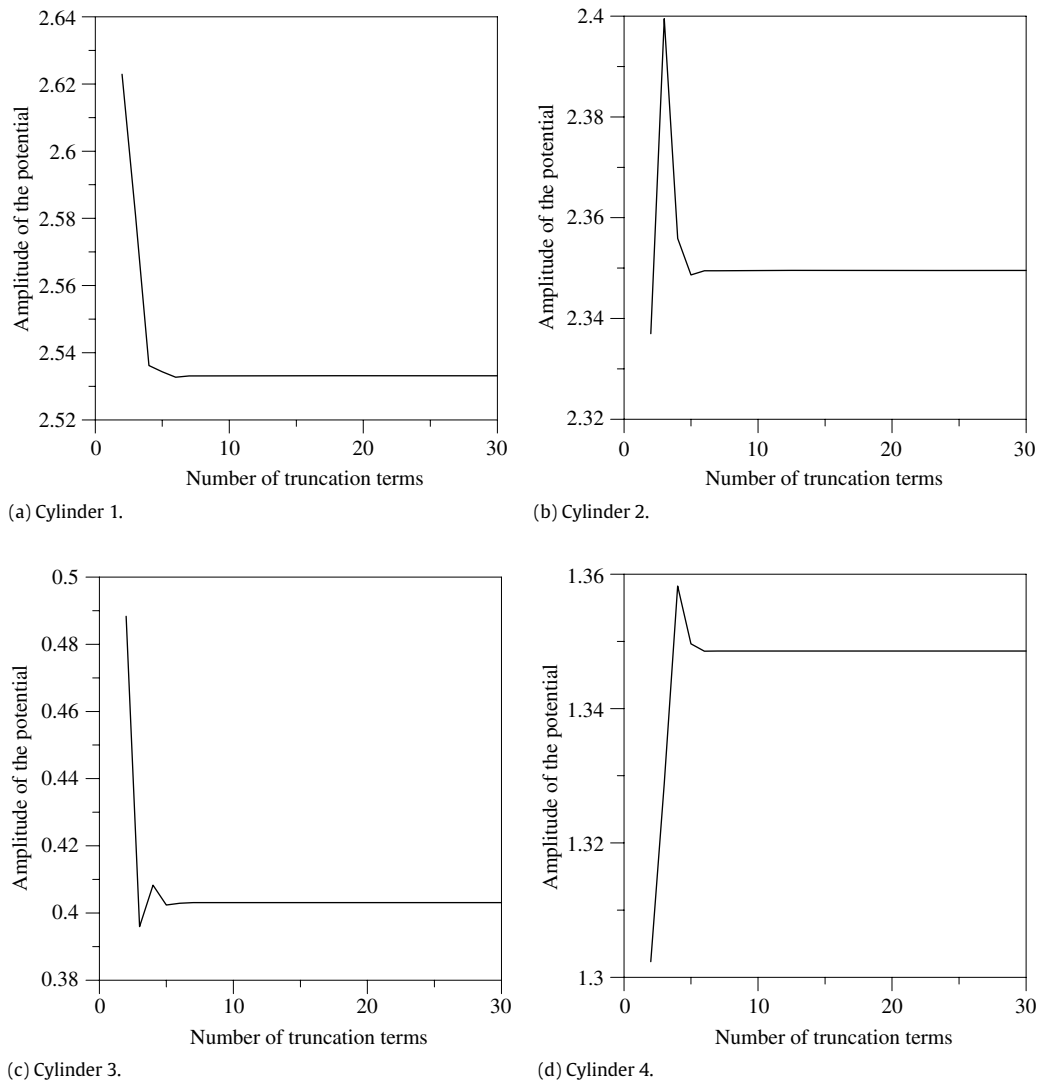 2.64
2.62
2.6
2.58
2.56
2.54
2.52
Amplitude of the potential
0 10 20 30
Number of truncation terms
(a) Cylinder 1.
2.4
2.38
2.36
2.34
2.32
Amplitude of the potential
0 10 20 30
Number of truncation terms
(b) Cylinder 2.
0.5
0.48
0.46
0.44
0.42
0.4
0.38
Amplitude of the potential
0 10 20 30
Number of truncation terms
(c) Cylinder 3.
1.36
1.34
1.32
1.3
Amplitude of the potential
0 10 20 30
Number of truncation terms
(d) Cylinder 4.